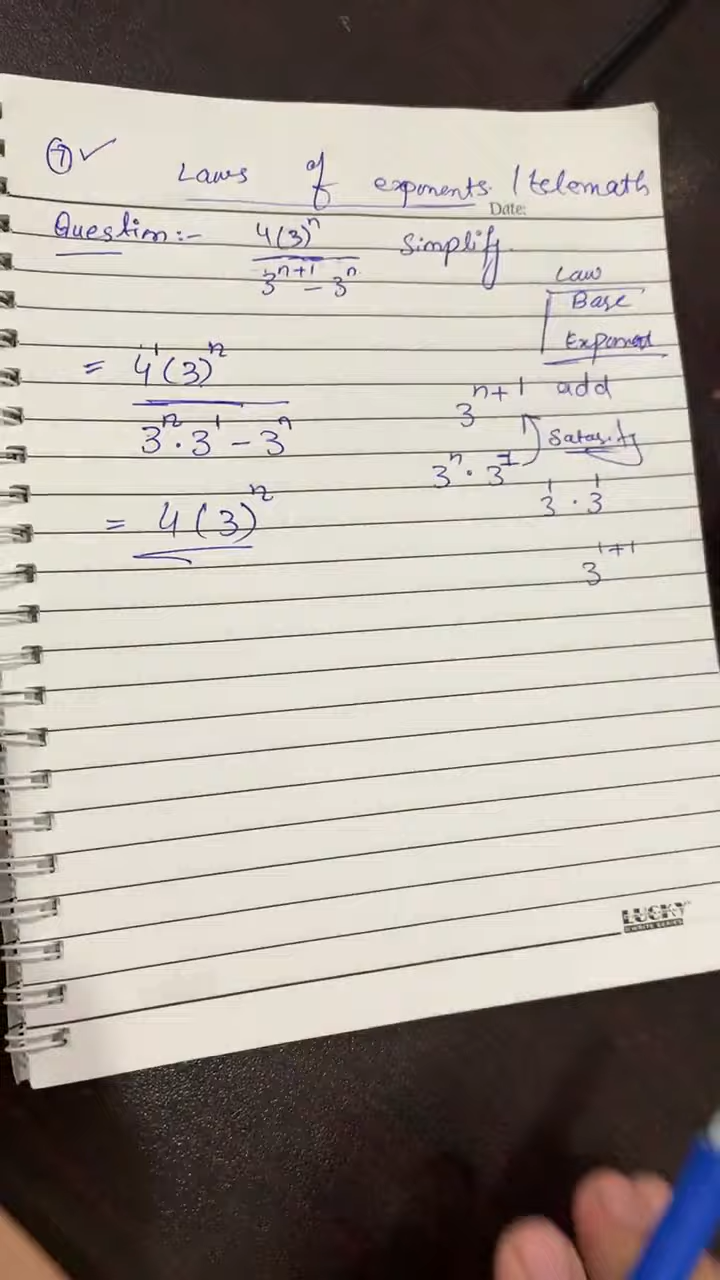 7 ✓ Laws of exponents / telemath
Date:
Question:- 4(3)^n / 3^{n+1} - 3^n Simplify
Law
Base
Exponent
= 4^1(3)^n / 3^n · 3^1 - 3^n
3^{n+1} add
3^n · 3^1
3^1 · 3^1
= 4(3)^n
3^{1+1}
LUCKY